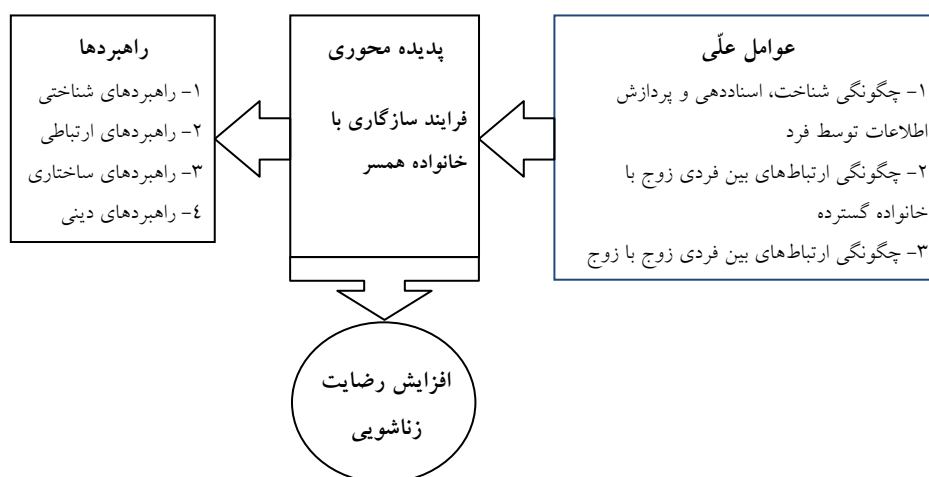 عوامل علّی
۱- چگونگی شناخت، اسناددهی و پردازش
اطلاعات توسط فرد
۲- چگونگی ارتباط‌های بین فردی زوج با
خانواده گسترده
۳- چگونگی ارتباط‌های بین فردی زوج با زوج
پدیده محوری
فرایند سازگاری با
خانواده همسر
راهبردها
۱- راهبردهای شناختی
۲- راهبردهای ارتباطی
۳- راهبردهای ساختاری
٤- راهبردهای دینی
افزایش رضایت
زناشویی